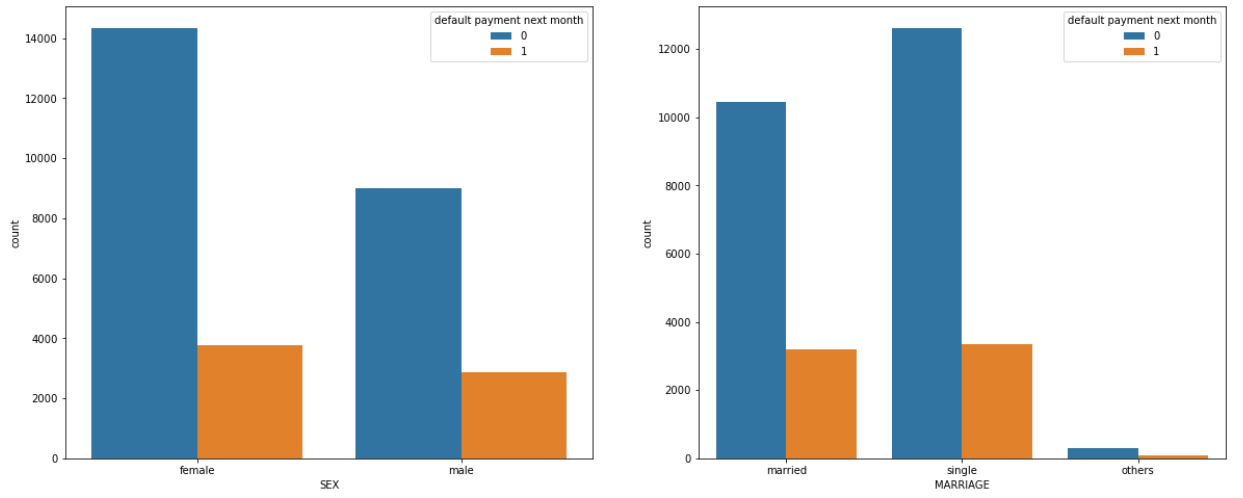 default payment next month
0
1
14000
12000
10000
8000
6000
4000
2000
0
count
female
male
SEX
default payment next month
0
1
12000
10000
8000
6000
4000
2000
0
count
married
single
others
MARRIAGE